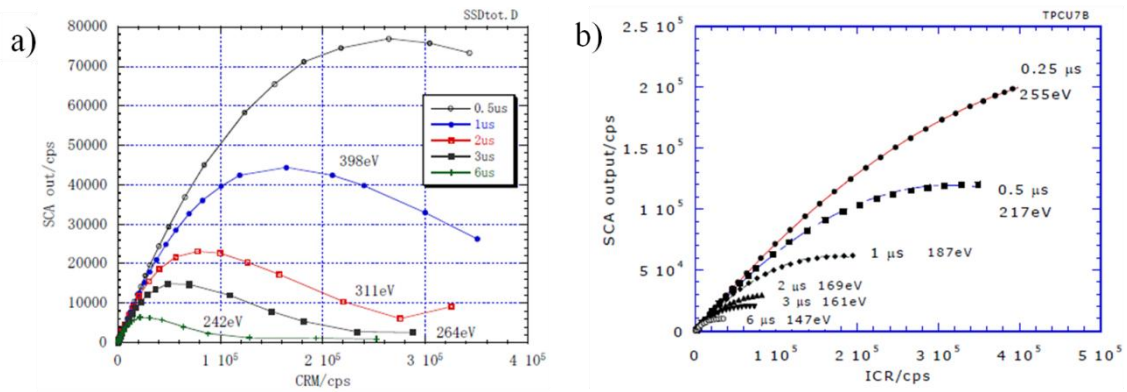 a)
SSDtot.D
SCA out/cps
80000
70000
60000
50000
40000
30000
20000
10000
0
0.5us
1us
2us
3us
6us
398eV
311eV
242eV
264eV
0
1 10⁵
2 10⁵
3 10⁵
4 10⁵
CRM/cps
b)
TPCU7B
SCA output/cps
2.5 10⁵
2 10⁵
1.5 10⁵
1 10⁵
5 10⁴
0
0.25 μs
255eV
0.5 μs
217eV
1 μs 187eV
2 μs 169eV
3 μs 161eV
6 μs 147eV
0
1 10⁵
2 10⁵
3 10⁵
4 10⁵
5 10⁵
ICR/cps